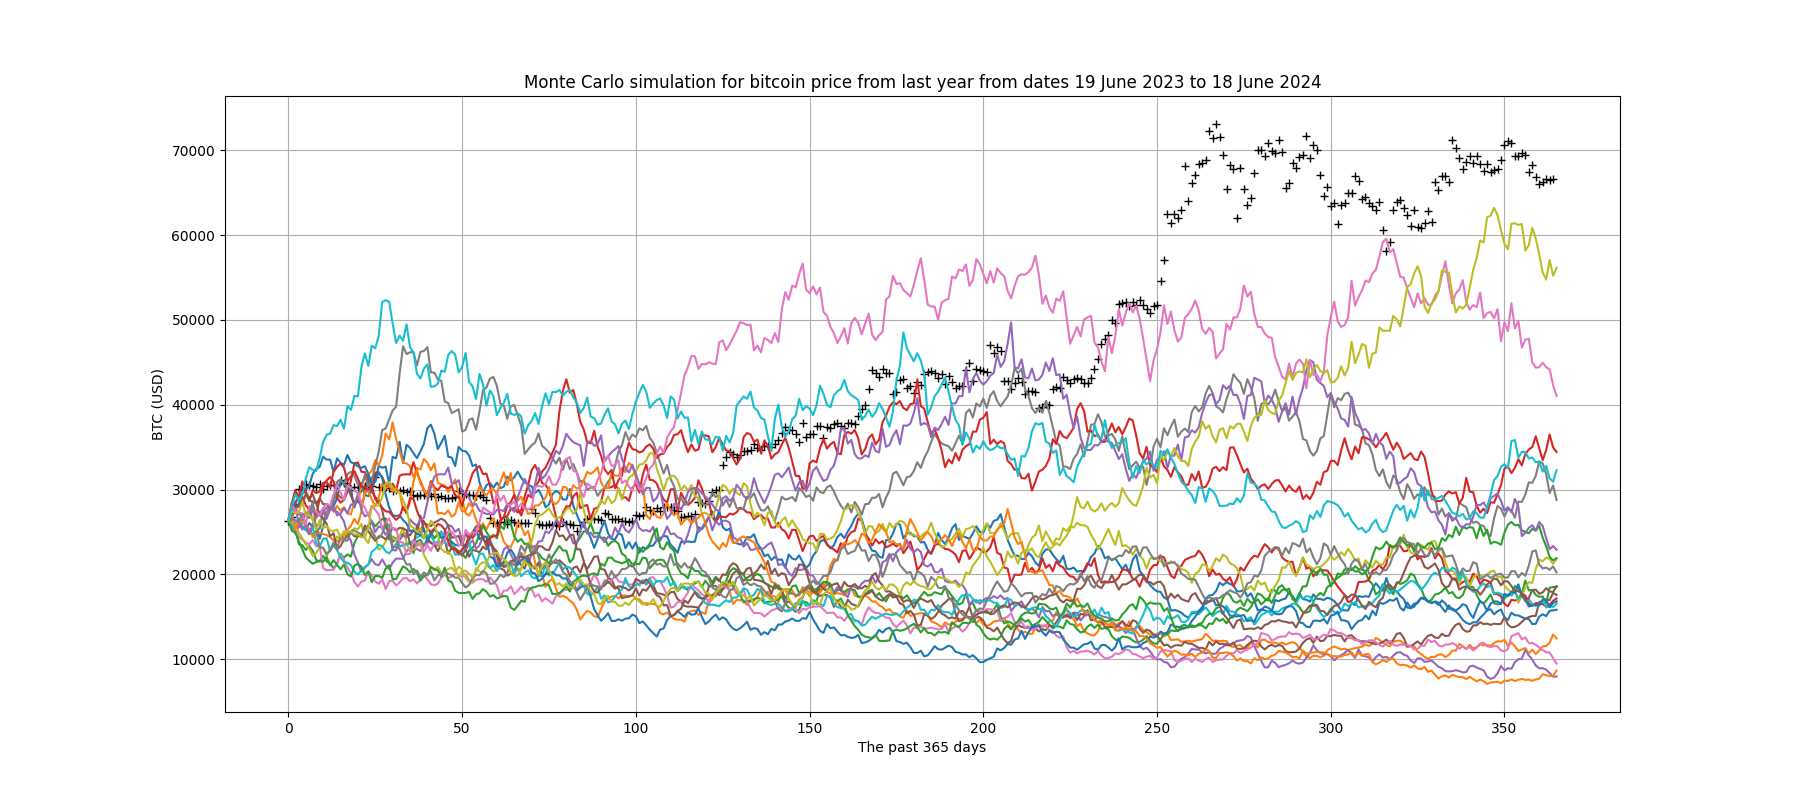 Monte Carlo simulation for bitcoin price from last year from dates 19 June 2023 to 18 June 2024
70000
60000
50000
40000
30000
20000
10000
BTC (USD)
0 50 100 150 200 250 300 350
The past 365 days